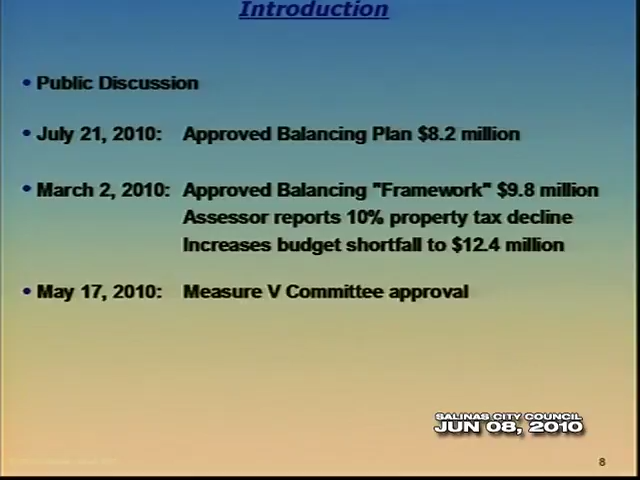 Introduction
• Public Discussion
• July 21, 2010: Approved Balancing Plan $8.2 million
• March 2, 2010: Approved Balancing "Framework" $9.8 million
Assessor reports 10% property tax decline
Increases budget shortfall to $12.4 million
• May 17, 2010: Measure V Committee approval
SALINAS CITY COUNCIL
JUN 08, 2010
8